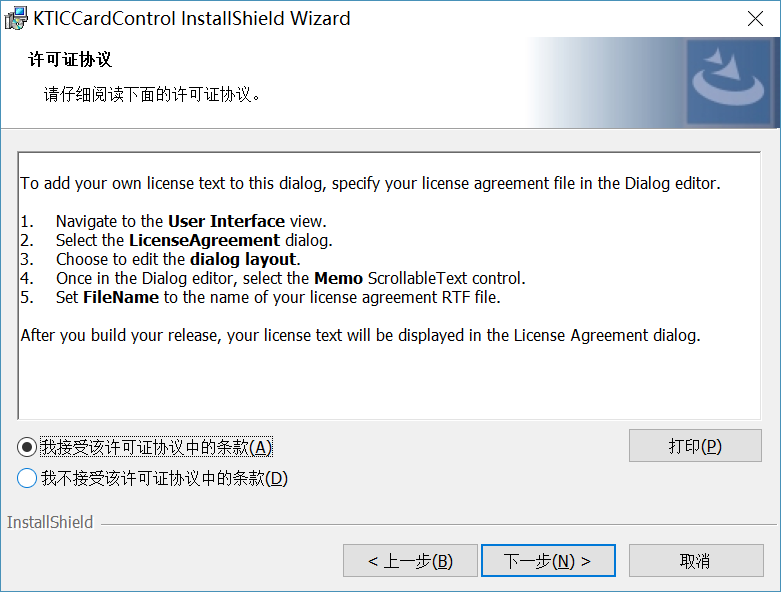 KTICCardControl InstallShield Wizard
许可证协议
请仔细阅读下面的许可证协议。
To add your own license text to this dialog, specify your license agreement file in the Dialog editor.
1. Navigate to the User Interface view.
2. Select the LicenseAgreement dialog.
3. Choose to edit the dialog layout.
4. Once in the Dialog editor, select the Memo ScrollableText control.
5. Set FileName to the name of your license agreement RTF file.
After you build your release, your license text will be displayed in the License Agreement dialog.
我接受该许可证协议中的条款(A)
打印(P)
我不接受该许可证协议中的条款(D)
InstallShield
< 上一步(B)
下一步(N) >
取消